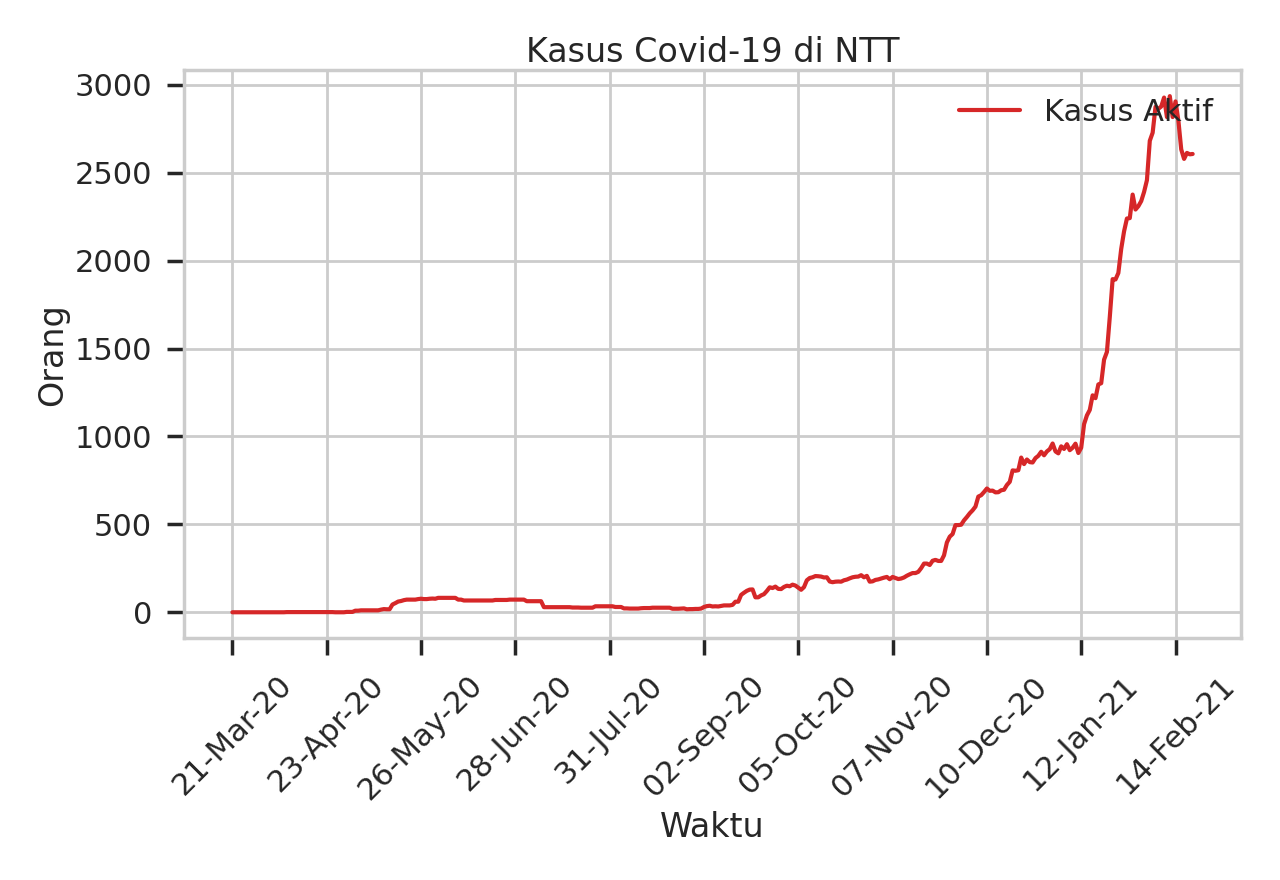 Kasus Covid-19 di NTT
Kasus Aktif
3000
2500
2000
1500
1000
500
0
Orang
21-Mar-20
23-Apr-20
26-May-20
28-Jun-20
31-Jul-20
02-Sep-20
05-Oct-20
07-Nov-20
10-Dec-20
12-Jan-21
14-Feb-21
Waktu